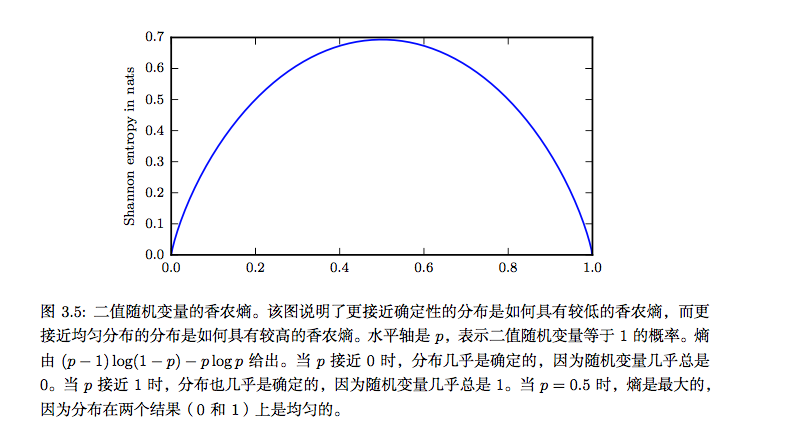 0.7
0.6
0.5
0.4
0.3
0.2
0.1
0.0
Shannon entropy in nats
0.0 0.2 0.4 0.6 0.8 1.0
图 3.5: 二值随机变量的香农熵。该图说明了更接近确定性的分布是如何具有较低的香农熵，而更
接近均匀分布的分布是如何具有较高的香农熵。水平轴是 p，表示二值随机变量等于 1 的概率。熵
由 (p − 1) log(1 − p) − p log p 给出。当 p 接近 0 时，分布几乎是确定的，因为随机变量几乎总是
0。当 p 接近 1 时，分布也几乎是确定的，因为随机变量几乎总是 1。当 p = 0.5 时，熵是最大的，
因为分布在两个结果（0 和 1）上是均匀的。